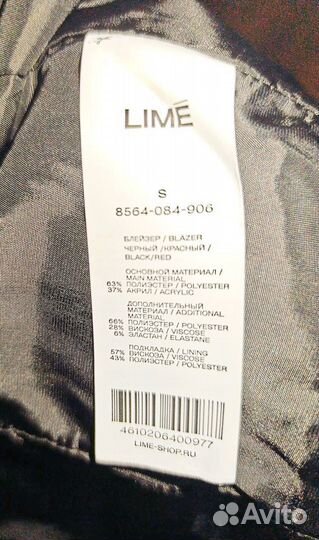 LIMÉ
S
8564-084-906
БЛЕЙЗЕР / BLAZER
ЧЕРНЫЙ /КРАСНЫЙ /
BLACK/RED
ОСНОВНОЙ МАТЕРИАЛ /
MAIN MATERIAL
63% ПОЛИЭСТЕР / POLYESTER
37% АКРИЛ / ACRYLIC
ДОПОЛНИТЕЛЬНЫЙ
МАТЕРИАЛ / ADDITIONAL
MATERIAL
66% ПОЛИЭСТЕР / POLYESTER
28% ВИСКОЗА / VISCOSE
6% ЭЛАСТАН / ELASTANE
ПОДКЛАДКА / LINING
57% ВИСКОЗА / VISCOSE
43% ПОЛИЭСТЕР / POLYESTER
4610206400977
LIME-SHOP.RU
Avito